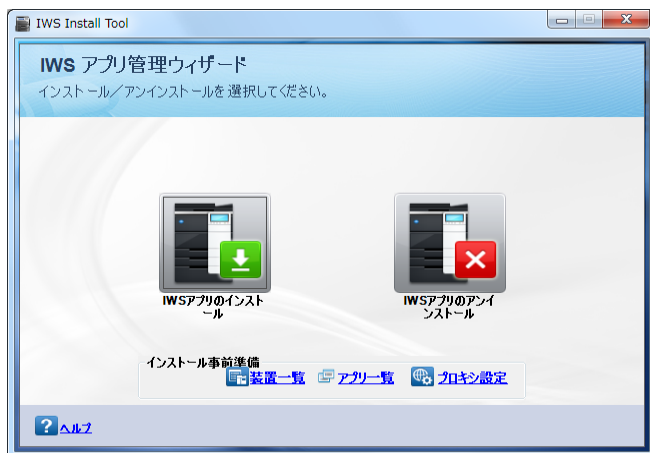 IWS Install Tool
IWS アプリ管理ウィザード
インストール／アンインストールを選択してください。
IWSアプリのインスト
ール
IWSアプリのアンイ
ンストール
インストール事前準備
装置一覧 アプリ一覧 プロキシ設定
? ヘルプ